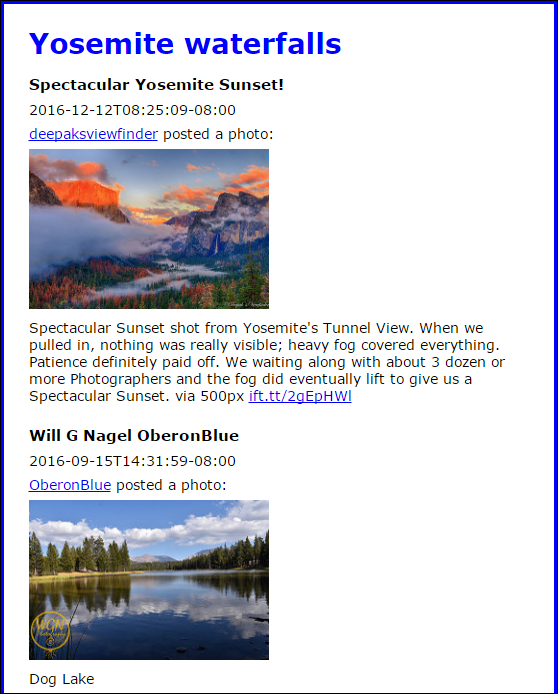 Yosemite waterfalls
Spectacular Yosemite Sunset!
2016-12-12T08:25:09-08:00
deepaksviewfinder posted a photo:
Spectacular Sunset shot from Yosemite's Tunnel View. When we
pulled in, nothing was really visible; heavy fog covered everything.
Patience definitely paid off. We waiting along with about 3 dozen or
more Photographers and the fog did eventually lift to give us a
Spectacular Sunset. via 500px ift.tt/2gEpHWl
Will G Nagel OberonBlue
2016-09-15T14:31:59-08:00
OberonBlue posted a photo:
WGN
Dog Lake